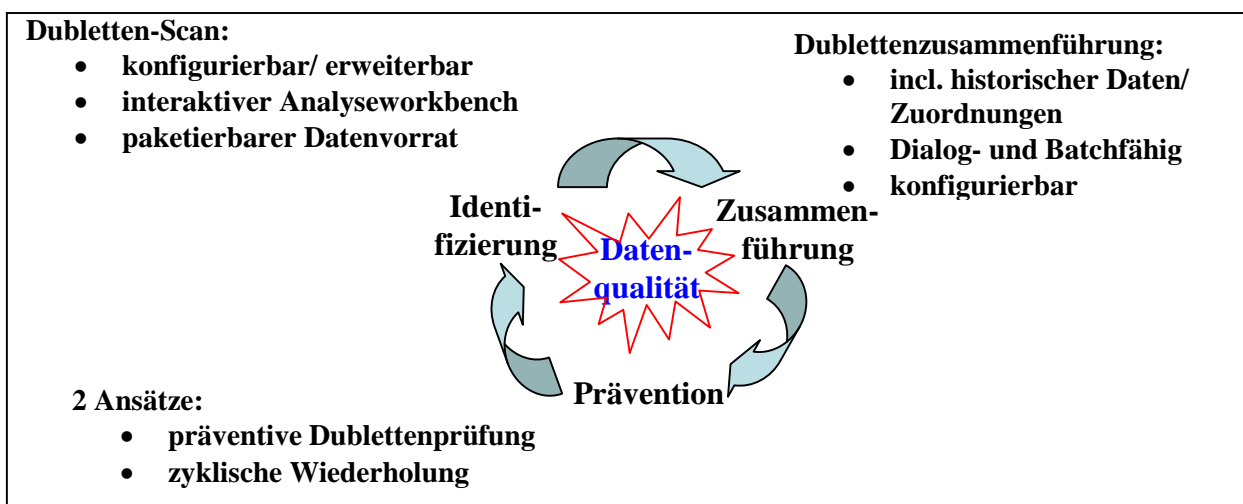 Dubletten-Scan:
• konfigurierbar/ erweiterbar
• interaktiver Analyseworkbench
• paketierbarer Datenvorrat
Dublettenzusammenführung:
• incl. historischer Daten/
Zuordnungen
• Dialog- und Batchfähig
• konfigurierbar
Identi-
fizierung
Daten-
qualität
Zusammen-
führung
Prävention
2 Ansätze:
• präventive Dublettenprüfung
• zyklische Wiederholung